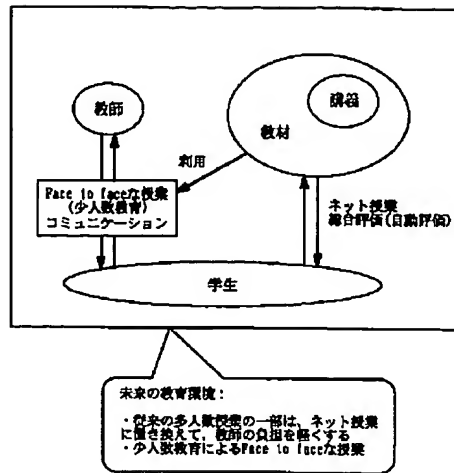 教師
講義
教材
利用
Face to faceな授業
(少人数教育)
コミュニケーション
ネット授業
総合評価(自動評価)
学生
未来の教育環境:
・従来の多人数授業の一部は、ネット授業
に置き換えて、教師の負担を軽くする
・少人数教育によるFace to faceな授業